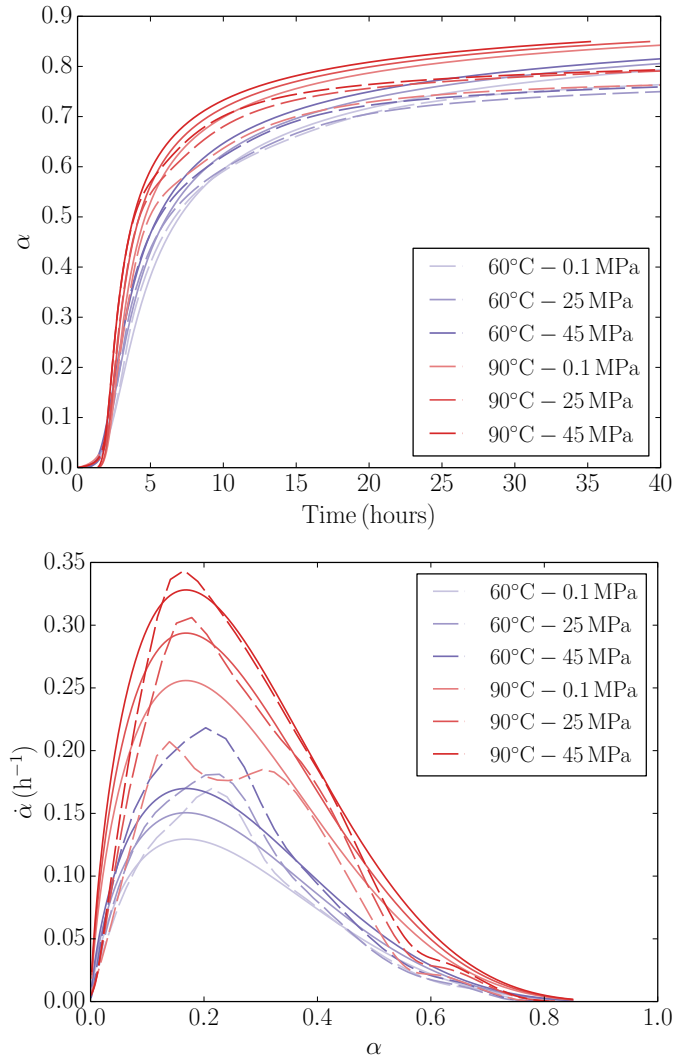 0.9
0.8
0.7
0.6
0.5
0.4
0.3
0.2
0.1
0.0
α
60°C − 0.1 MPa
60°C − 25 MPa
60°C − 45 MPa
90°C − 0.1 MPa
90°C − 25 MPa
90°C − 45 MPa
0 5 10 15 20 25 30 35 40
Time (hours)
0.35
0.30
0.25
0.20
0.15
0.10
0.05
0.00
α̇ (h⁻¹)
60°C − 0.1 MPa
60°C − 25 MPa
60°C − 45 MPa
90°C − 0.1 MPa
90°C − 25 MPa
90°C − 45 MPa
0.0 0.2 0.4 0.6 0.8 1.0
α